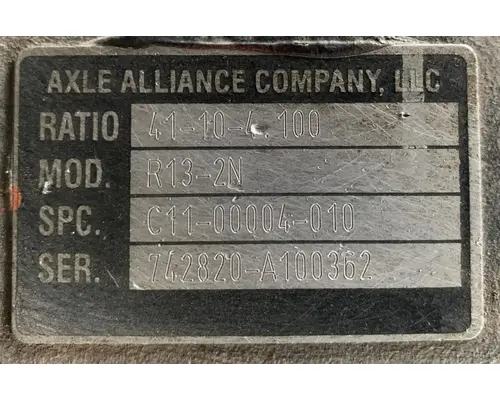 AXLE ALLIANCE COMPANY, LLC
RATIO 41-10-4.100
MOD. R13-2N
SPC. C11-00004-010
SER. 742820-A100362